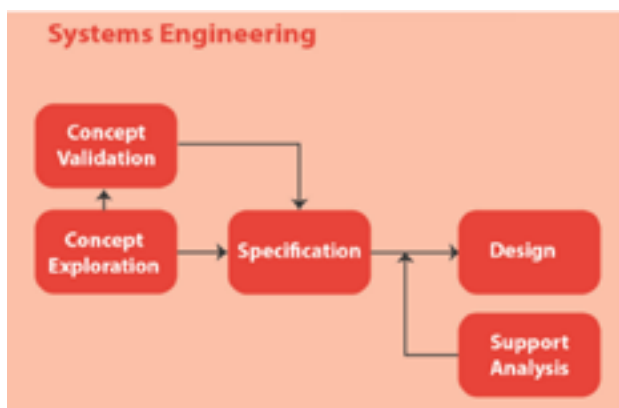 Systems Engineering
Concept
Validation
Concept
Exploration
Specification
Design
Support
Analysis